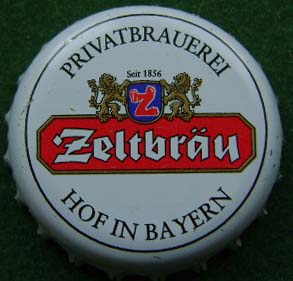 PRIVATBRAUEREI
Seit 1856
Z
Zeltbräu
HOF IN BAYERN